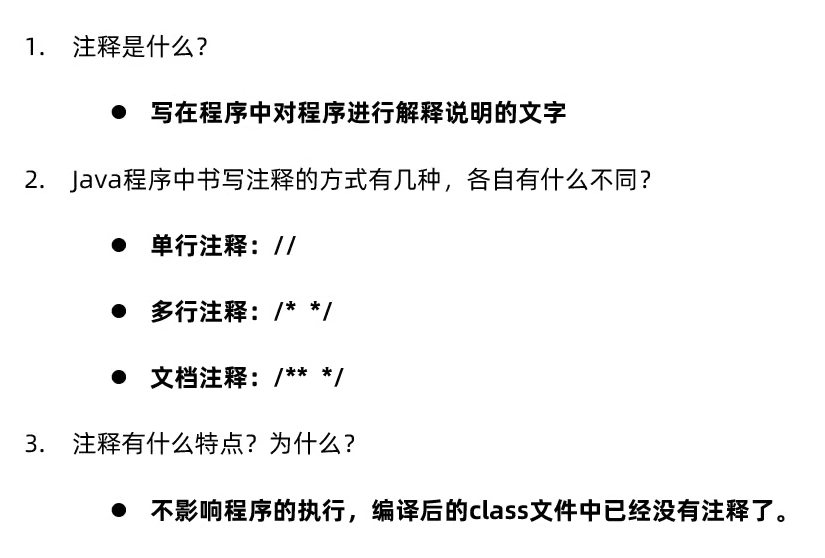 1. 注释是什么？
● 写在程序中对程序进行解释说明的文字
2. Java程序中书写注释的方式有几种，各自有什么不同？
● 单行注释：//
● 多行注释：/* */
● 文档注释：/** */
3. 注释有什么特点？为什么？
● 不影响程序的执行，编译后的class文件中已经没有注释了。